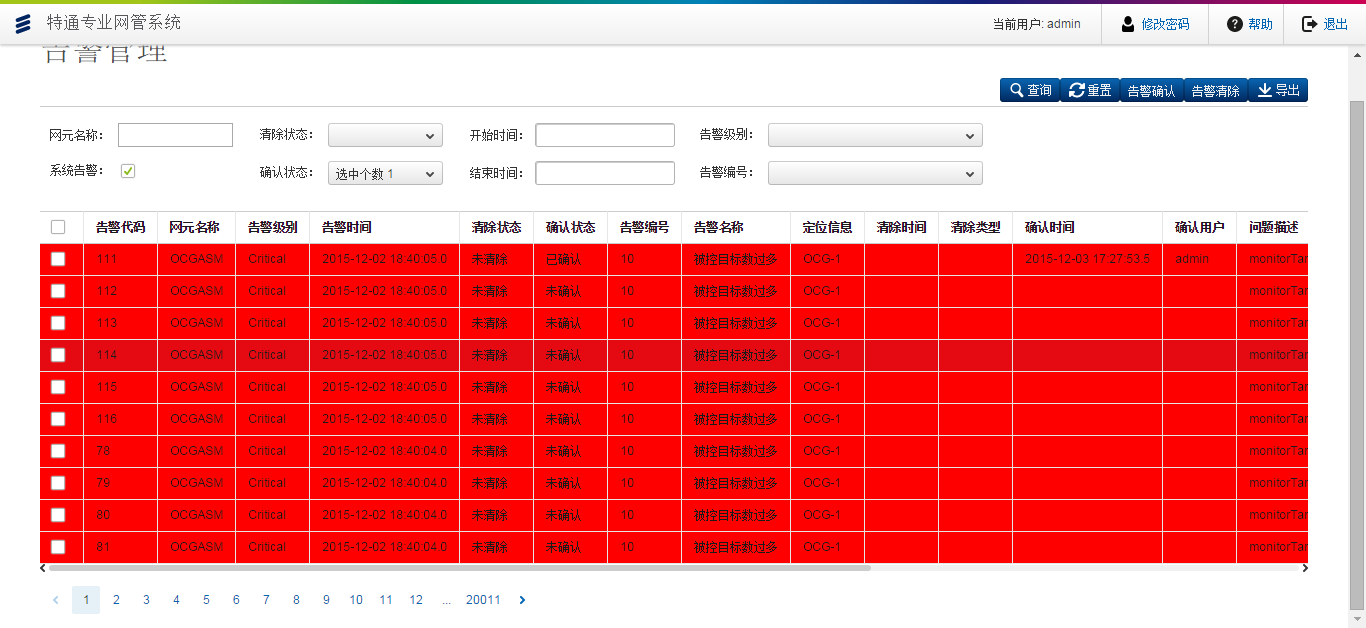 特通专业网管系统 当前用户: admin 修改密码 帮助 退出
告警管理
查询 重置 告警确认 告警清除 导出
网元名称: 清除状态: 开始时间: 告警级别:
系统告警: 确认状态: 选中个数 1 结束时间: 告警编号:
告警代码 网元名称 告警级别 告警时间 清除状态 确认状态 告警编号 告警名称 定位信息 清除时间 清除类型 确认时间 确认用户 问题描述
111 OCGASM Critical 2015-12-02 18:40:05.0 未清除 已确认 10 被控目标数过多 OCG-1 2015-12-03 17:27:53.5 admin monitorTar
112 OCGASM Critical 2015-12-02 18:40:05.0 未清除 未确认 10 被控目标数过多 OCG-1 monitorTar
113 OCGASM Critical 2015-12-02 18:40:05.0 未清除 未确认 10 被控目标数过多 OCG-1 monitorTar
114 OCGASM Critical 2015-12-02 18:40:05.0 未清除 未确认 10 被控目标数过多 OCG-1 monitorTar
115 OCGASM Critical 2015-12-02 18:40:05.0 未清除 未确认 10 被控目标数过多 OCG-1 monitorTar
116 OCGASM Critical 2015-12-02 18:40:05.0 未清除 未确认 10 被控目标数过多 OCG-1 monitorTar
78 OCGASM Critical 2015-12-02 18:40:04.0 未清除 未确认 10 被控目标数过多 OCG-1 monitorTar
79 OCGASM Critical 2015-12-02 18:40:04.0 未清除 未确认 10 被控目标数过多 OCG-1 monitorTar
80 OCGASM Critical 2015-12-02 18:40:04.0 未清除 未确认 10 被控目标数过多 OCG-1 monitorTar
81 OCGASM Critical 2015-12-02 18:40:04.0 未清除 未确认 10 被控目标数过多 OCG-1 monitorTar
1 2 3 4 5 6 7 8 9 10 11 12 ... 20011